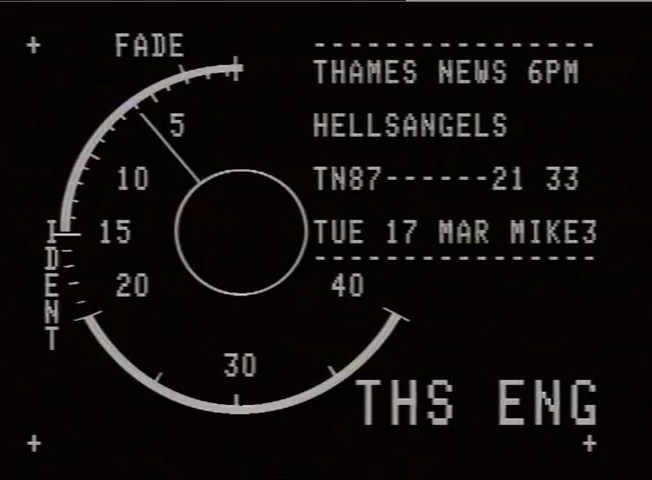 FADE
---------------
THAMES NEWS 6PM
HELLSANGELS
TN87------21 33
TUE 17 MAR MIKE3
---------------
5
10
15
20
30
40
IDENT
THS ENG